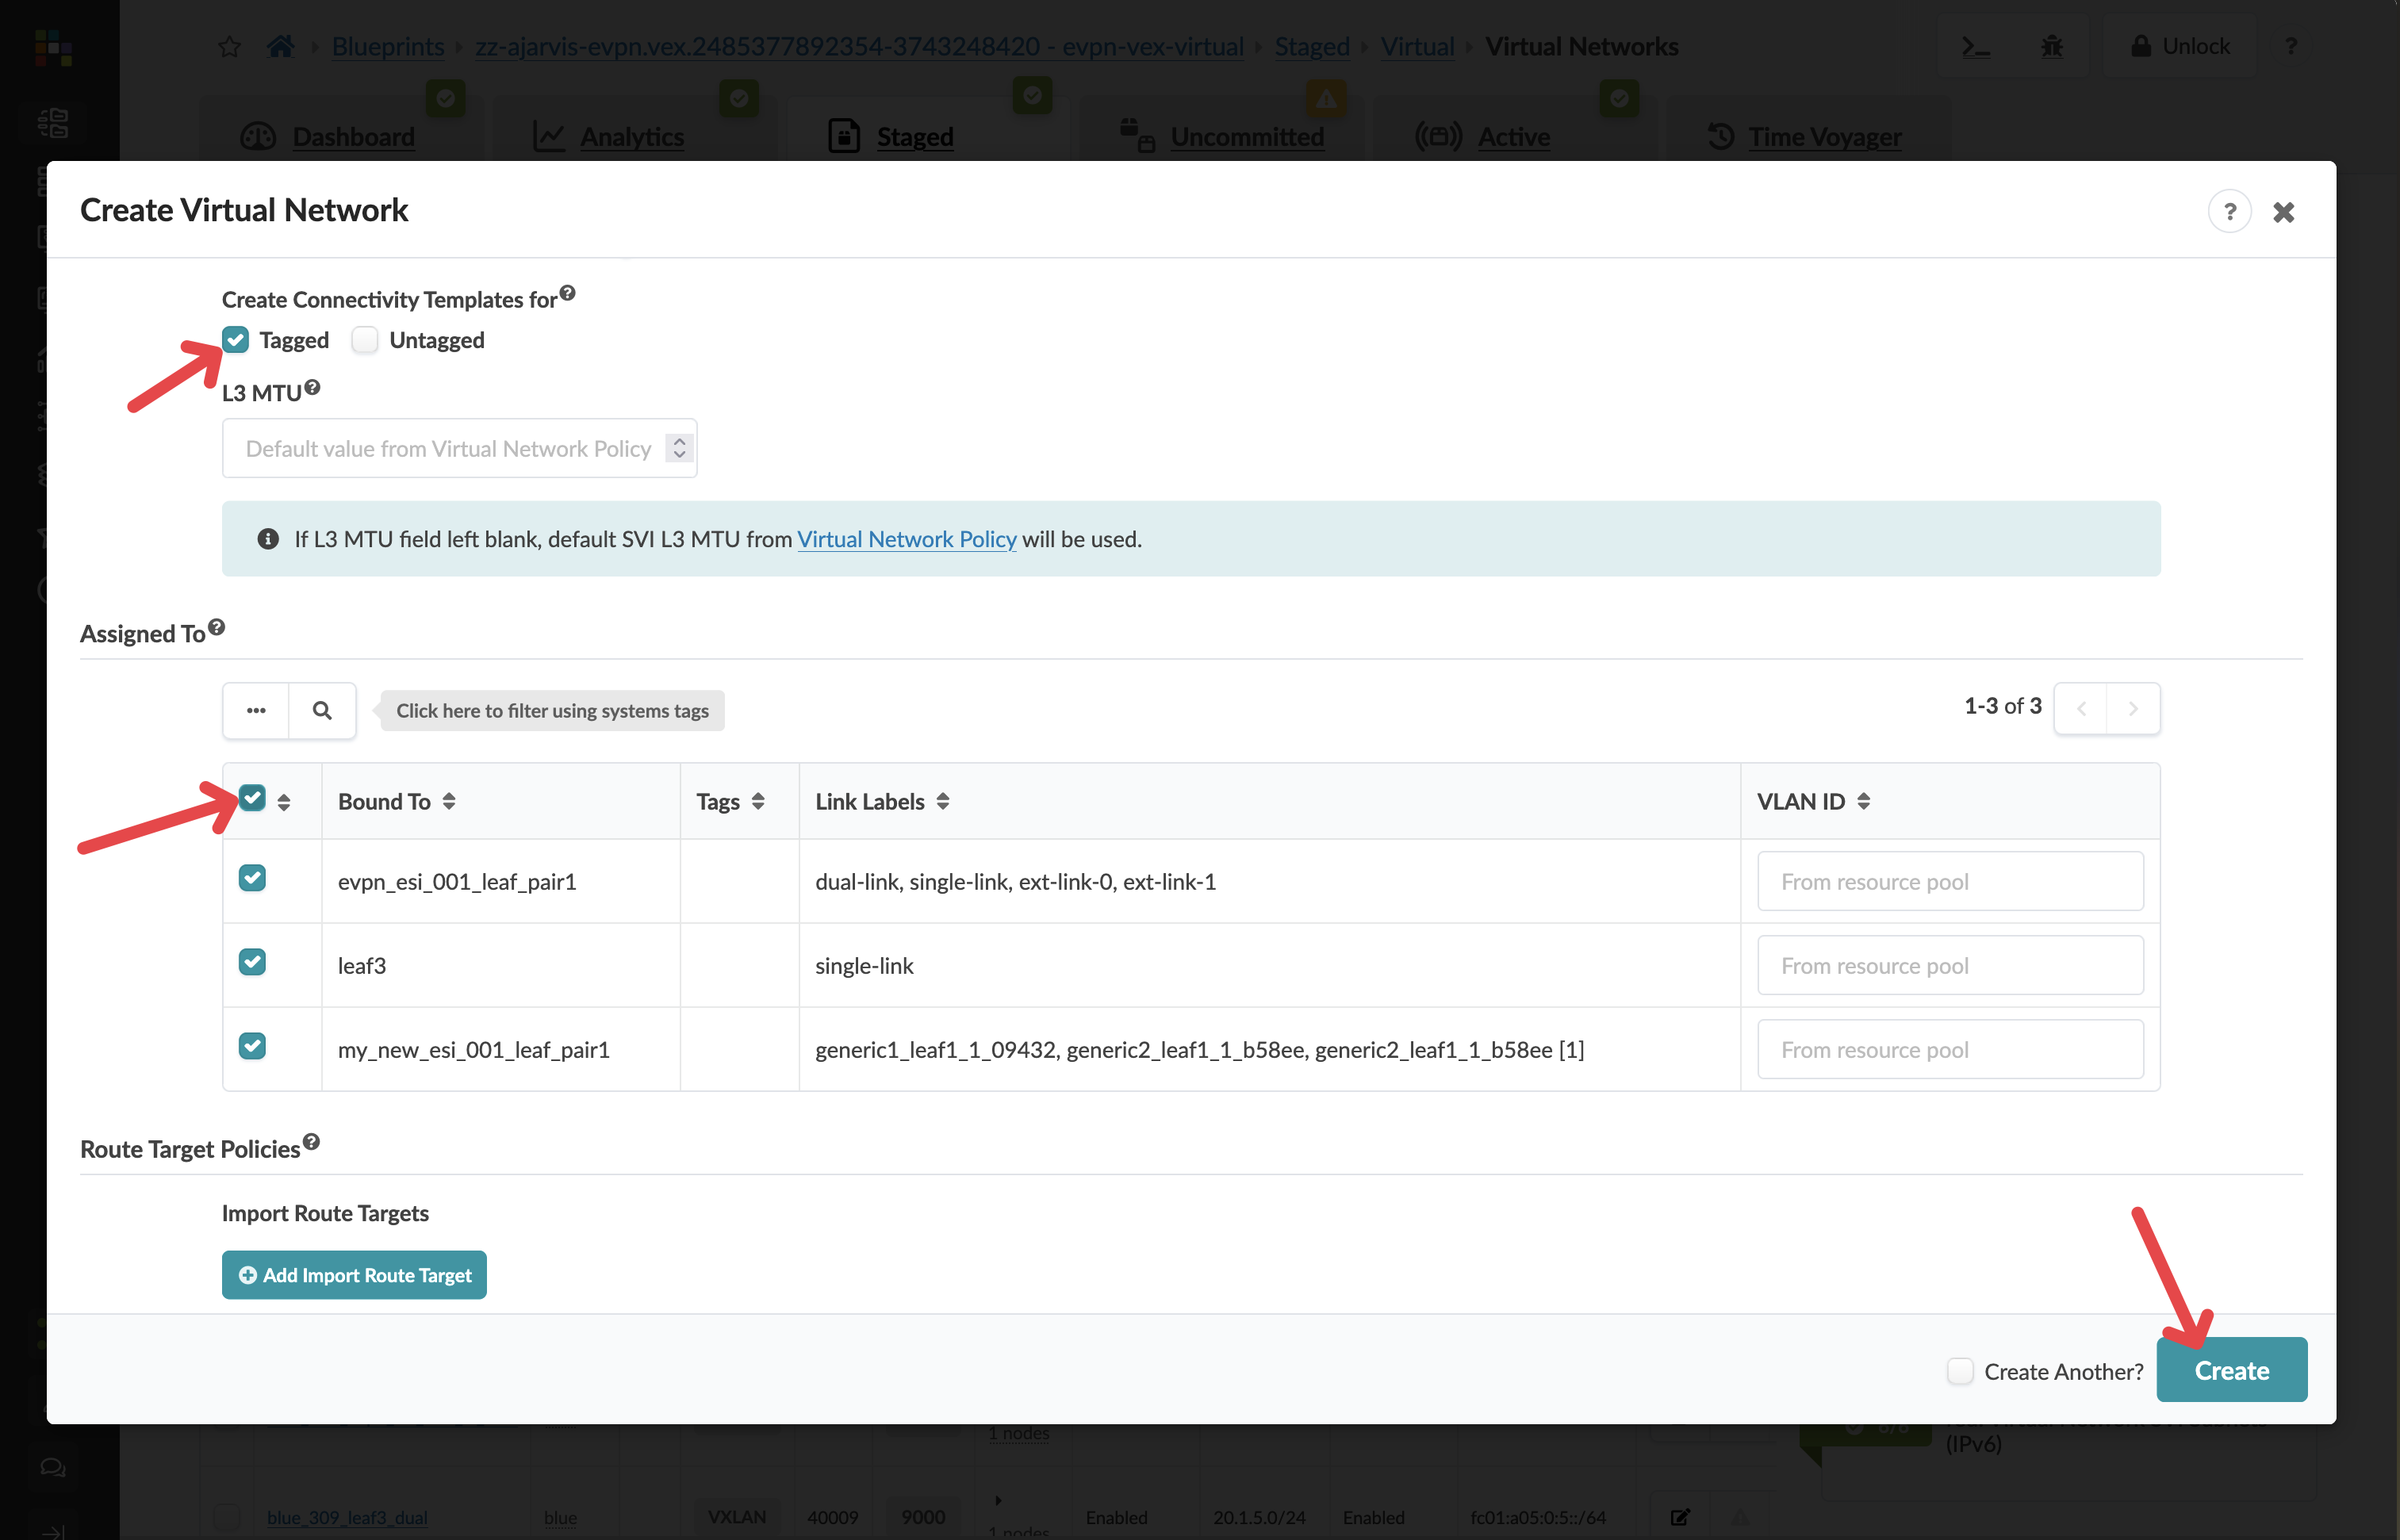 Blueprints zz-ajarvis-evpn.vex.2485377892354-3743248420 - evpn-vex-virtual Staged Virtual Virtual Networks Unlock ?
Dashboard Analytics Staged Uncommitted Active Time Voyager
Create Virtual Network ?
Create Connectivity Templates for ?
Tagged Untagged
L3 MTU ?
Default value from Virtual Network Policy
If L3 MTU field left blank, default SVI L3 MTU from Virtual Network Policy will be used.
Assigned To ?
Click here to filter using systems tags 1-3 of 3
Bound To Tags Link Labels VLAN ID
evpn_esi_001_leaf_pair1 dual-link, single-link, ext-link-0, ext-link-1 From resource pool
leaf3 single-link From resource pool
my_new_esi_001_leaf_pair1 generic1_leaf1_1_09432, generic2_leaf1_1_b58ee, generic2_leaf1_1_b58ee [1] From resource pool
Route Target Policies ?
Import Route Targets
Add Import Route Target
Create Another? Create
1 nodes (IPv6)
blue_309_leaf3_dual blue VXLAN 40009 9000 1 nodes Enabled 20.1.5.0/24 Enabled fc01:a05:0:5::/64